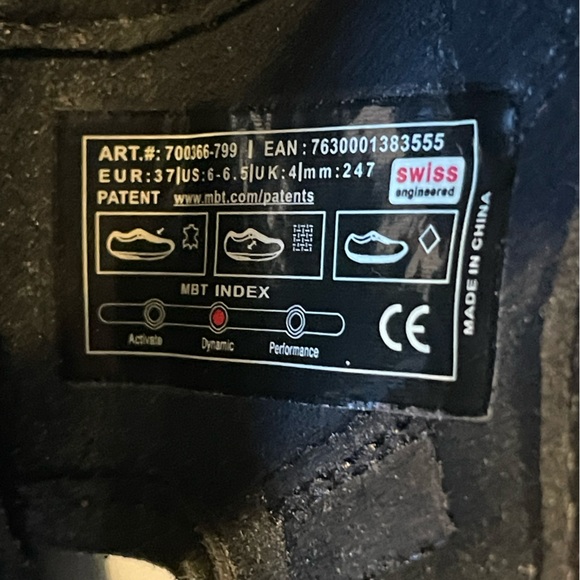 ART.#: 700366-799 | EAN : 7630001383555
EUR:37|US:6-6.5|UK:4|mm:247
PATENT www.mbt.com/patents
swiss
engineered
MBT INDEX
Activate
Dynamic
Performance
CE
MADE IN CHINA